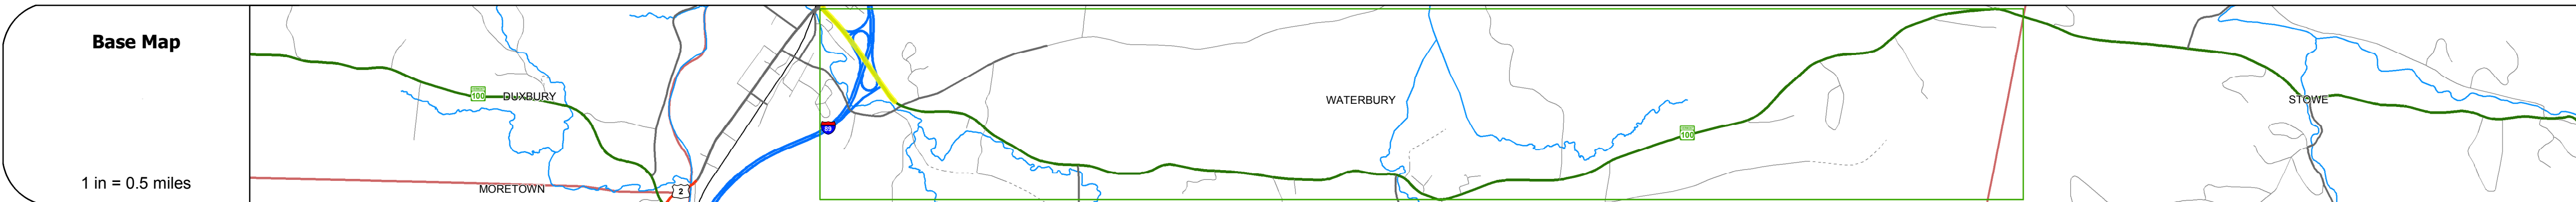 Base Map
1 in = 0.5 miles
100
DUXBURY
MORETOWN
2
89
WATERBURY
100
STOWE